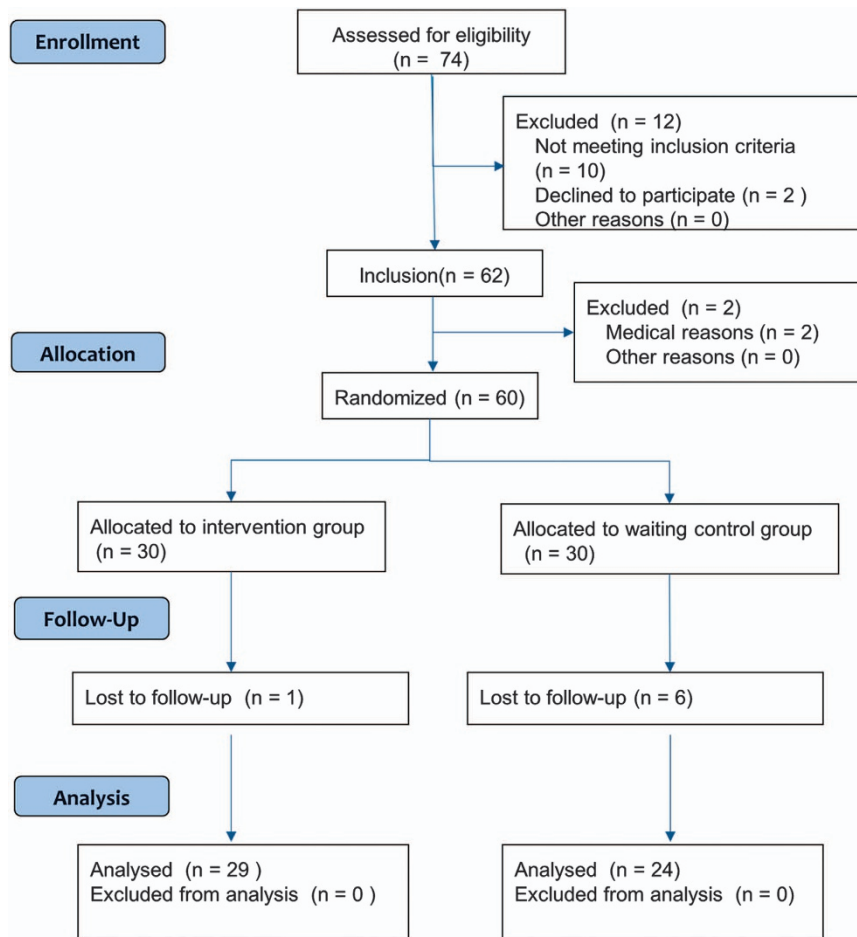 Enrollment
Assessed for eligibility
(n = 74)
Excluded (n = 12)
Not meeting inclusion criteria
(n = 10)
Declined to participate (n = 2 )
Other reasons (n = 0)
Inclusion(n = 62)
Excluded (n = 2)
Medical reasons (n = 2)
Other reasons (n = 0)
Allocation
Randomized (n = 60)
Allocated to intervention group
(n = 30)
Allocated to waiting control group
(n = 30)
Follow-Up
Lost to follow-up (n = 1)
Lost to follow-up (n = 6)
Analysis
Analysed (n = 29 )
Excluded from analysis (n = 0 )
Analysed (n = 24)
Excluded from analysis (n = 0)